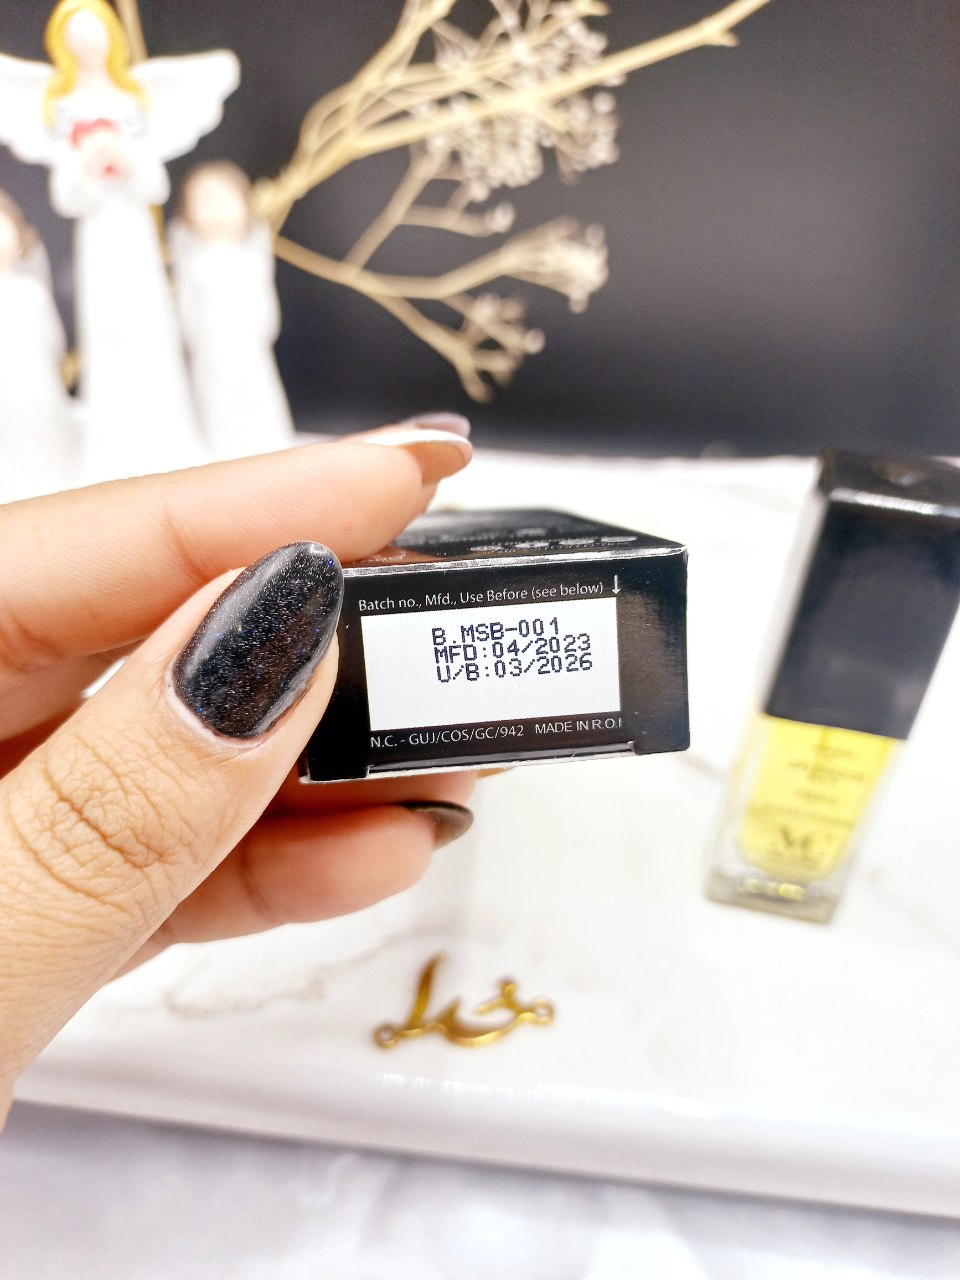 Batch no., Mfd., Use Before (see below) ↓
B.MSB-001
MFD:04/2023
U/B:03/2026
N.C. - GUJ/COS/GC/942 MADE IN R.O.I